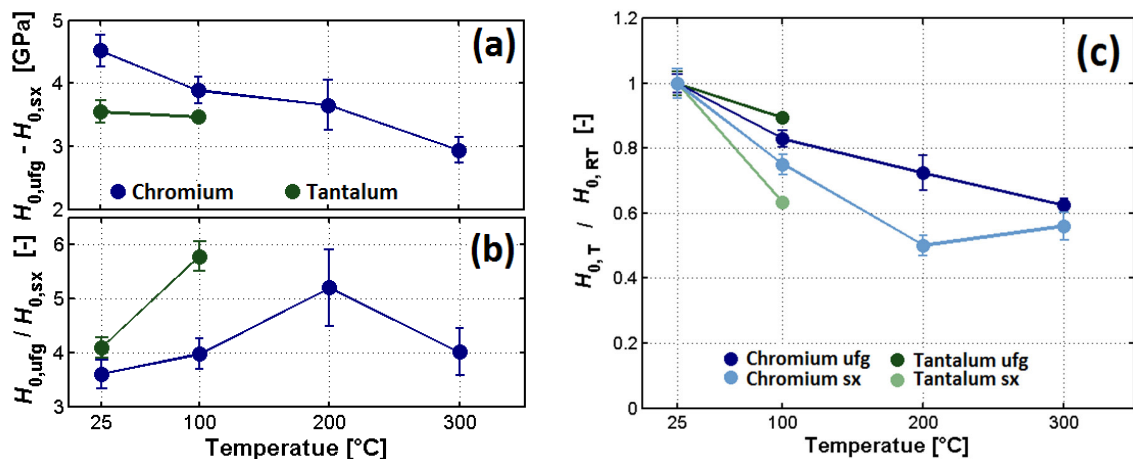 5
4
3
2
H0,ufg - H0,sx [GPa]
(a)
Chromium
Tantalum
6
5
4
3
H0,ufg / H0,sx [-]
(b)
25 100 200 300
Temperatue [°C]
1.2
1
0.8
0.6
0.4
0.2
0
H0,T / H0,RT [-]
(c)
Chromium ufg
Tantalum ufg
Chromium sx
Tantalum sx
25 100 200 300
Temperatue [°C]